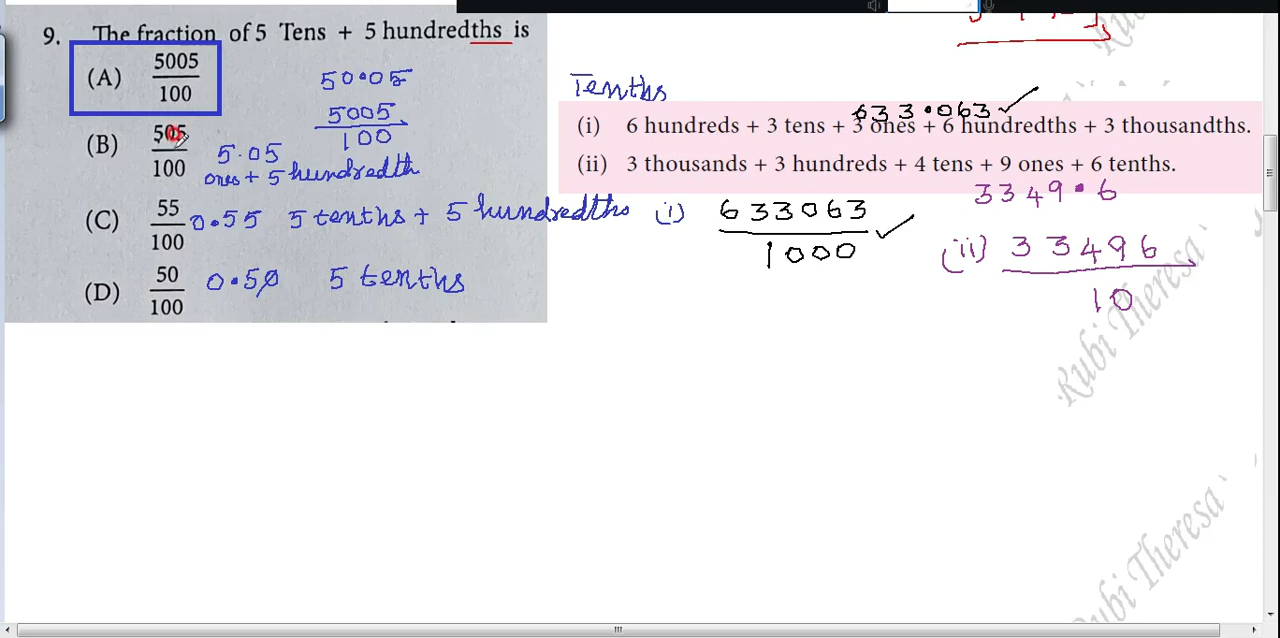 9. The fraction of 5 Tens + 5 hundredths is
(A) 5005
100
50.05
5005
100
(B) 505
100
5.05
ones + 5 hundredth
(C) 55
100
0.55 5 tenths + 5 hundredths
(D) 50
100
0.50 5 tenths
Tenths
633.063
(i) 6 hundreds + 3 tens + 3 ones + 6 hundredths + 3 thousandths.
(ii) 3 thousands + 3 hundreds + 4 tens + 9 ones + 6 tenths.
3349.6
(i) 633063
1000
(ii) 33496
10
Rubi Theresa
Rubi Theresa